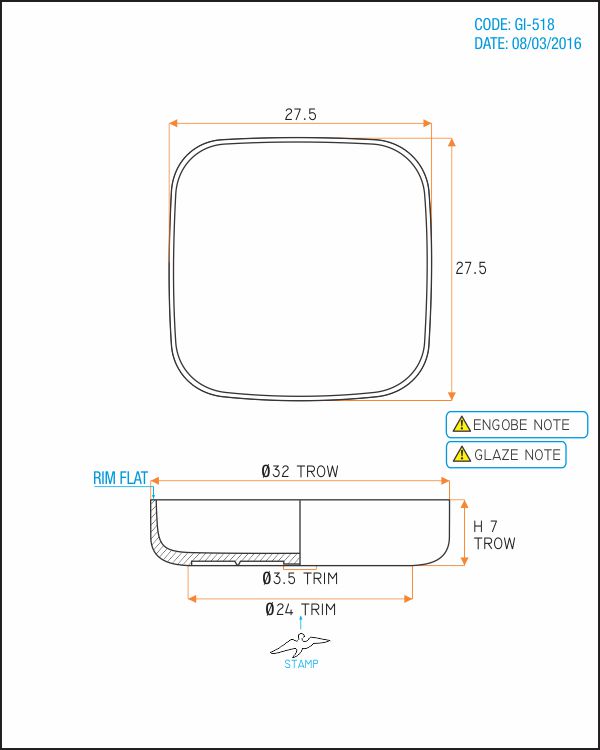 CODE: GI-518
DATE: 08/03/2016
27.5
27.5
ENGOBE NOTE
GLAZE NOTE
RIM FLAT
Ø32 TROW
H 7
TROW
Ø3.5 TRIM
Ø24 TRIM
STAMP